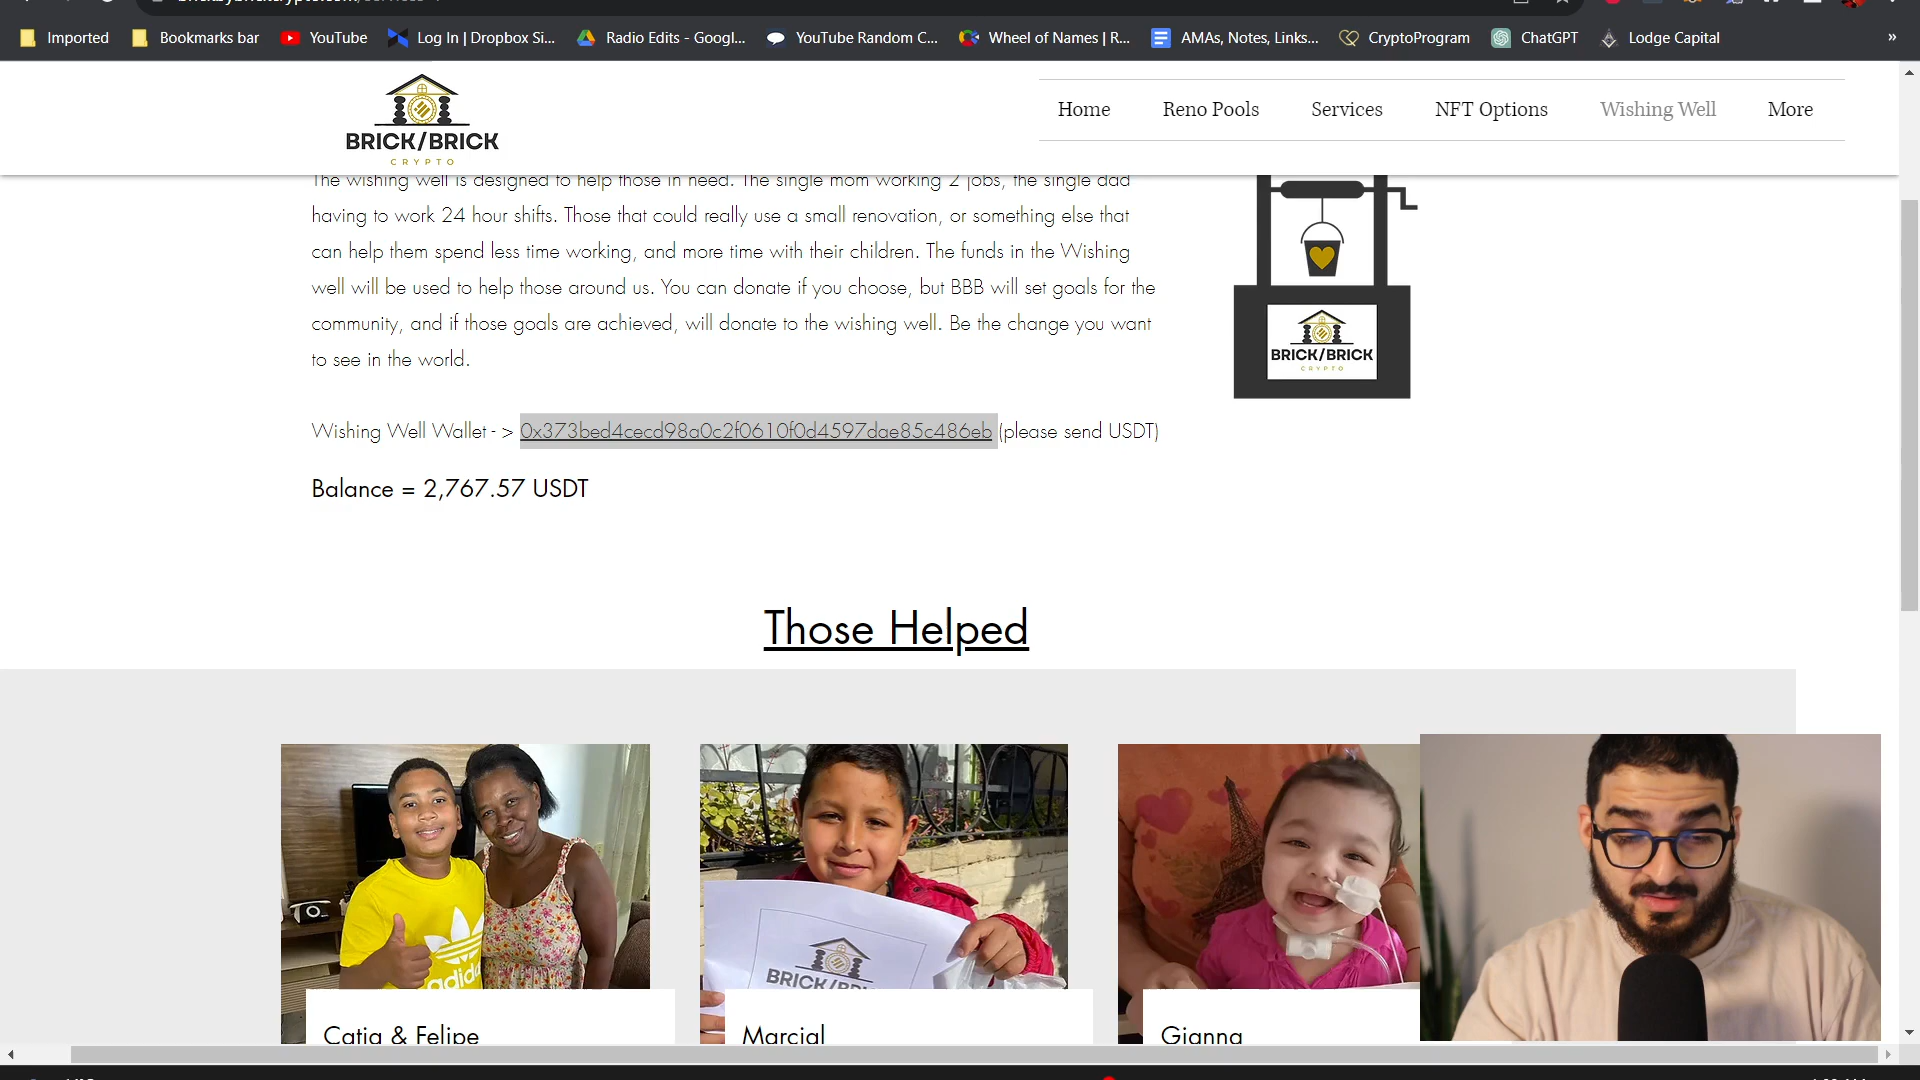 Imported
Bookmarks bar
YouTube
Log In | Dropbox Si...
Radio Edits - Googl...
YouTube Random C...
Wheel of Names | R...
AMAs, Notes, Links...
CryptoProgram
ChatGPT
Lodge Capital
»
BRICK/BRICK
CRYPTO
Home
Reno Pools
Services
NFT Options
Wishing Well
More
The wishing well is designed to help those in need. The single mom working 2 jobs, the single dad
having to work 24 hour shifts. Those that could really use a small renovation, or something else that
can help them spend less time working, and more time with their children. The funds in the Wishing
well will be used to help those around us. You can donate if you choose, but BBB will set goals for the
community, and if those goals are achieved, will donate to the wishing well. Be the change you want
to see in the world.
BRICK/BRICK
CRYPTO
Wishing Well Wallet - > 0x373bed4cecd98a0c2f0610f0d4597dae85c486eb (please send USDT)
Balance = 2,767.57 USDT
Those Helped
adidas
BRICK/BRI
Catia & Felipe
Marcial
Gianna